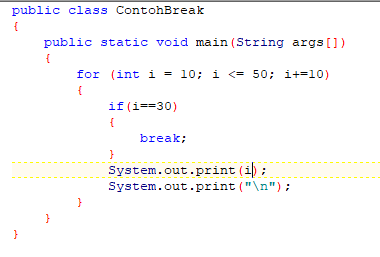 public class ContohBreak
{
    public static void main(String args[])
    {
        for (int i = 10; i <= 50; i+=10)
        {
            if(i==30)
            {
                break;
            }
            System.out.print(i);
            System.out.print("\n");
        }
    }
}